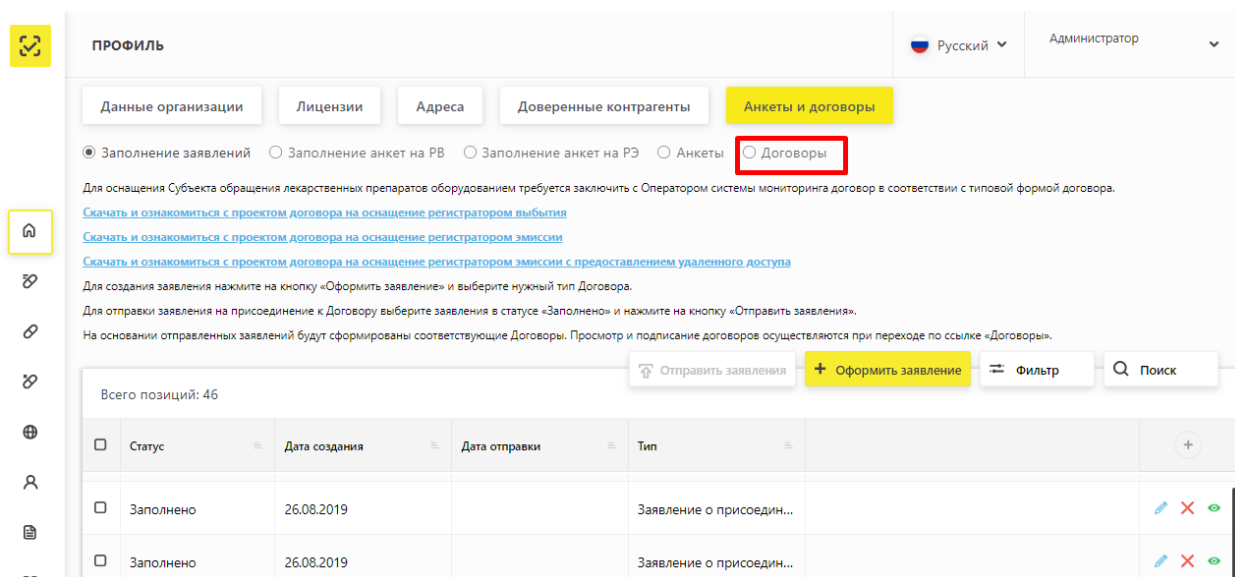 ПРОФИЛЬ
Русский
Администратор
Данные организации
Лицензии
Адреса
Доверенные контрагенты
Анкеты и договоры
Заполнение заявлений
Заполнение анкет на РВ
Заполнение анкет на РЭ
Анкеты
Договоры
Для оснащения Субъекта обращения лекарственных препаратов оборудованием требуется заключить с Оператором системы мониторинга договор в соответствии с типовой формой договора.
Скачать и ознакомиться с проектом договора на оснащение регистратором выбытия
Скачать и ознакомиться с проектом договора на оснащение регистратором эмиссии
Скачать и ознакомиться с проектом договора на оснащение регистратором эмиссии с предоставлением удаленного доступа
Для создания заявления нажмите на кнопку «Оформить заявление» и выберите нужный тип Договора.
Для отправки заявления на присоединение к Договору выберите заявления в статусе «Заполнено» и нажмите на кнопку «Отправить заявления».
На основании отправленных заявлений будут сформированы соответствующие Договоры. Просмотр и подписание договоров осуществляются при переходе по ссылке «Договоры».
Отправить заявления
+ Оформить заявление
Фильтр
Поиск
Всего позиций: 46
Статус
Дата создания
Дата отправки
Тип
Заполнено
26.08.2019
Заявление о присоедин...
Заполнено
26.08.2019
Заявление о присоедин...